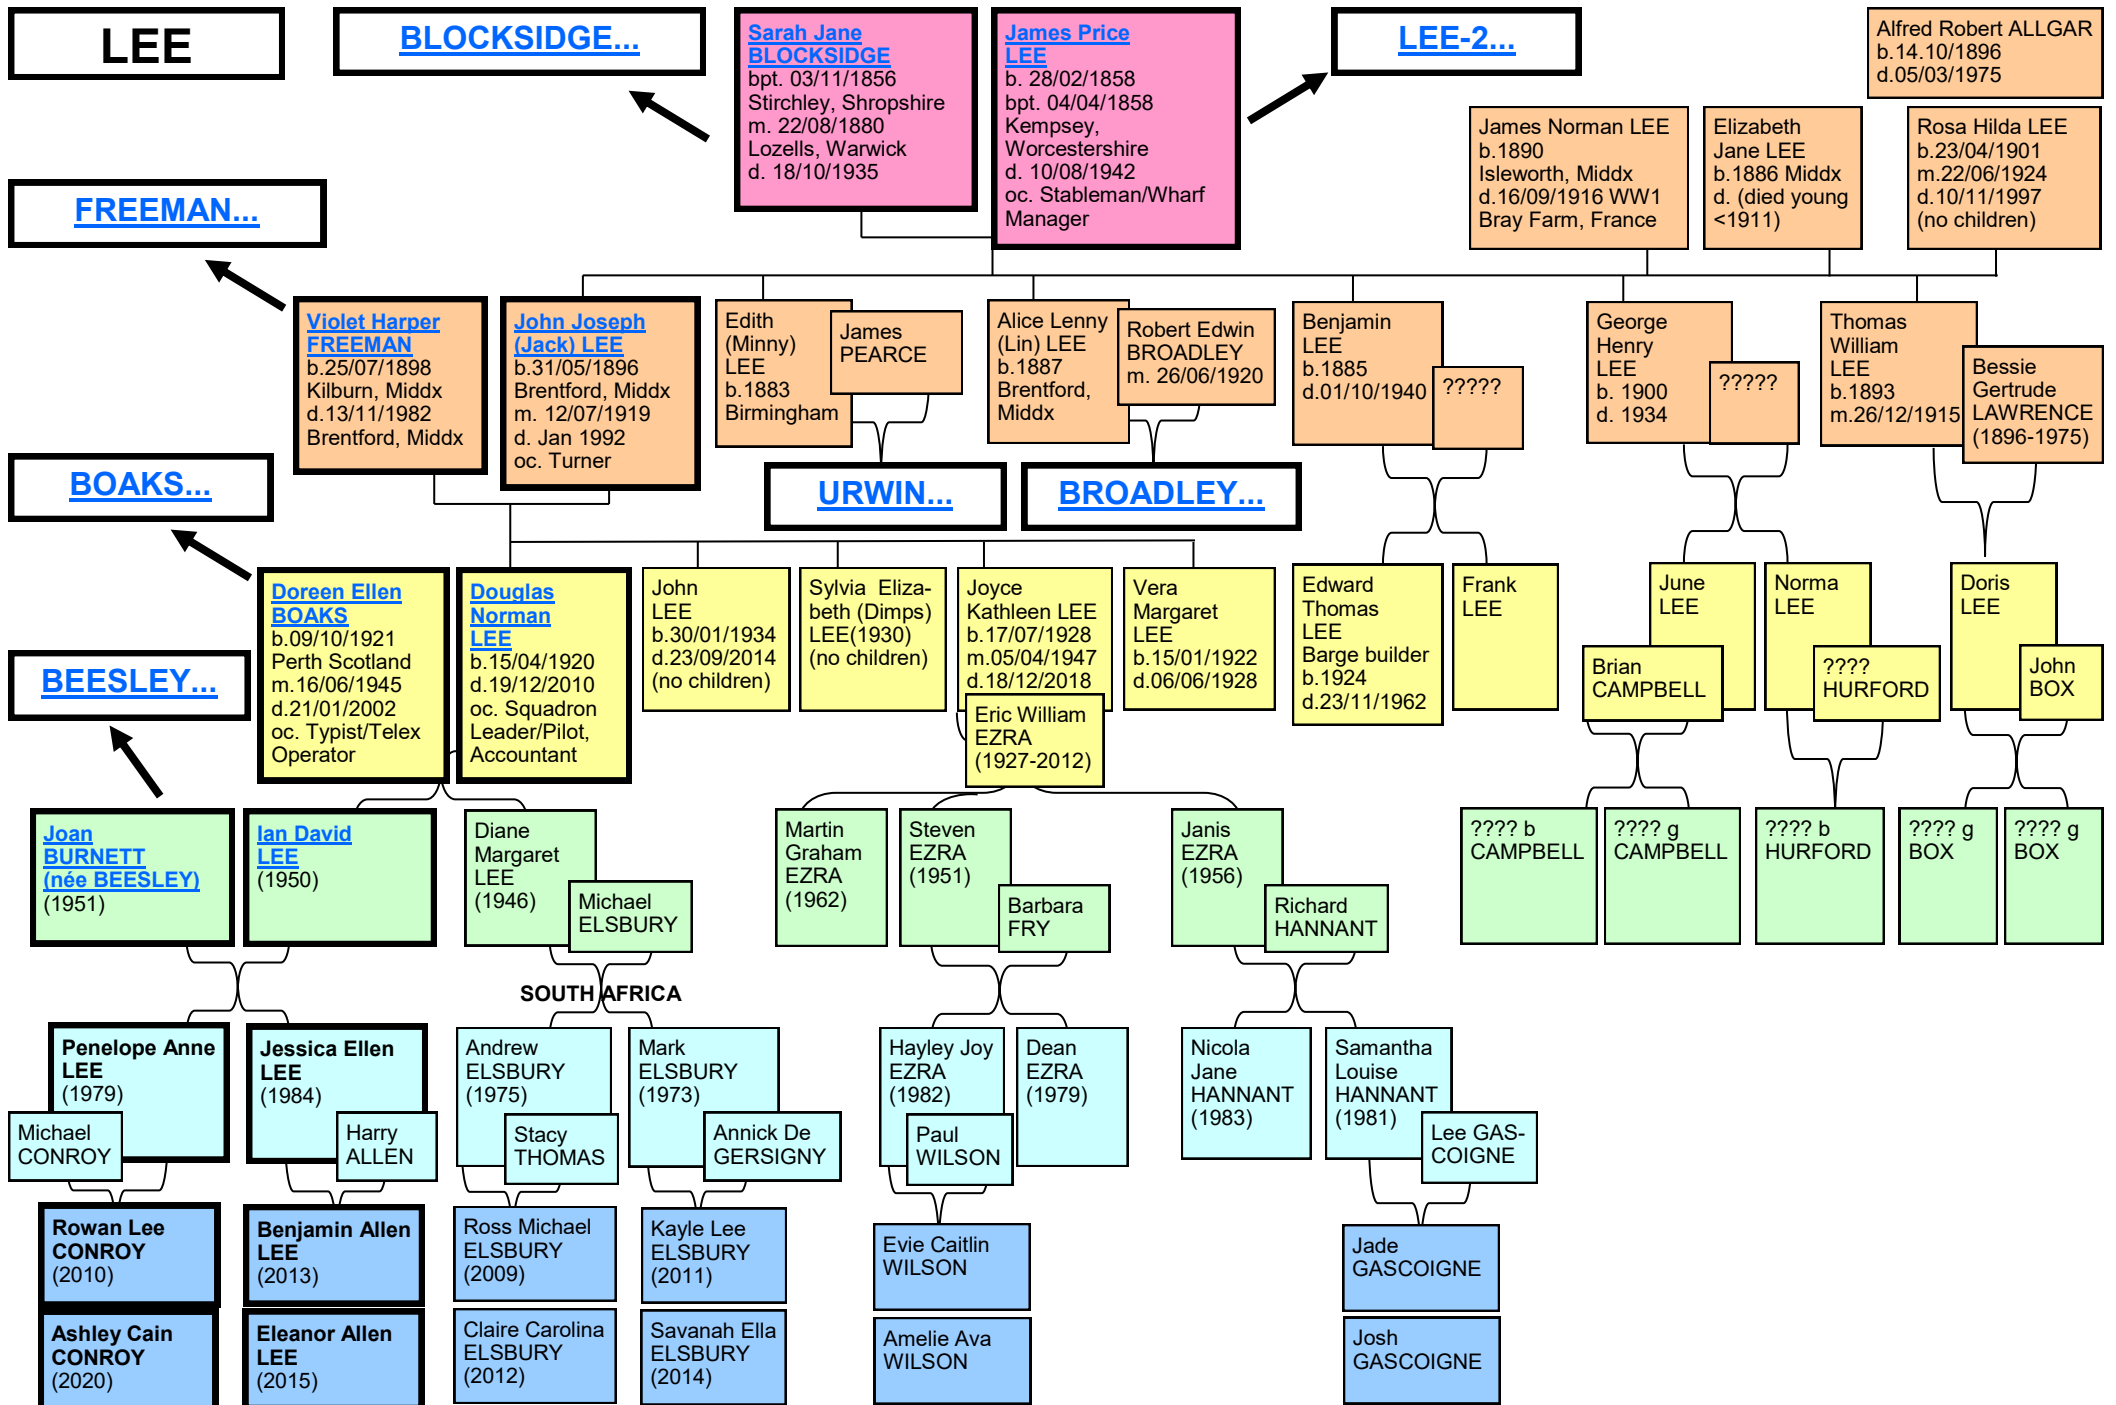 LEE
BLOCKSIDGE...
Sarah Jane
BLOCKSIDGE
bpt. 03/11/1856
Stirchley, Shropshire
m. 22/08/1880
Lozells, Warwick
d. 18/10/1935
James Price
LEE
b. 28/02/1858
bpt. 04/04/1858
Kempsey,
Worcestershire
d. 10/08/1942
oc. Stableman/Wharf
Manager
LEE-2...
Alfred Robert ALLGAR
b.14.10/1896
d.05/03/1975
James Norman LEE
b.1890
Isleworth, Middx
d.16/09/1916 WW1
Bray Farm, France
Elizabeth
Jane LEE
b.1886 Middx
d. (died young
<1911)
Rosa Hilda LEE
b.23/04/1901
m.22/06/1924
d.10/11/1997
(no children)
FREEMAN...
Violet Harper
FREEMAN
b.25/07/1898
Kilburn, Middx
d.13/11/1982
Brentford, Middx
John Joseph
(Jack) LEE
b.31/05/1896
Brentford, Middx
m. 12/07/1919
d. Jan 1992
oc. Turner
Edith
(Minny)
LEE
b.1883
Birmingham
James
PEARCE
Alice Lenny
(Lin) LEE
b.1887
Brentford,
Middx
Robert Edwin
BROADLEY
m. 26/06/1920
Benjamin
LEE
b.1885
d.01/10/1940
?????
George
Henry
LEE
b. 1900
d. 1934
?????
Thomas
William
LEE
b.1893
m.26/12/1915
Bessie
Gertrude
LAWRENCE
(1896-1975)
BOAKS...
URWIN...
BROADLEY...
Doreen Ellen
BOAKS
b.09/10/1921
Perth Scotland
m.16/06/1945
d.21/01/2002
oc. Typist/Telex
Operator
Douglas
Norman
LEE
b.15/04/1920
d.19/12/2010
oc. Squadron
Leader/Pilot,
Accountant
John
LEE
b.30/01/1934
d.23/09/2014
(no children)
Sylvia  Eliza-
beth (Dimps)
LEE(1930)
(no children)
Joyce
Kathleen LEE
b.17/07/1928
m.05/04/1947
d.18/12/2018
Eric William
EZRA
(1927-2012)
Vera
Margaret
LEE
b.15/01/1922
d.06/06/1928
Edward
Thomas
LEE
Barge builder
b.1924
d.23/11/1962
Frank
LEE
June
LEE
Brian
CAMPBELL
Norma
LEE
????
HURFORD
Doris
LEE
John
BOX
BEESLEY...
Joan
BURNETT
(née BEESLEY)
(1951)
Ian David
LEE
(1950)
Diane
Margaret
LEE
(1946)
Michael
ELSBURY
Martin
Graham
EZRA
(1962)
Steven
EZRA
(1951)
Barbara
FRY
Janis
EZRA
(1956)
Richard
HANNANT
???? b
CAMPBELL
???? g
CAMPBELL
???? b
HURFORD
???? g
BOX
???? g
BOX
SOUTH AFRICA
Penelope Anne
LEE
(1979)
Michael
CONROY
Jessica Ellen
LEE
(1984)
Harry
ALLEN
Andrew
ELSBURY
(1975)
Stacy
THOMAS
Mark
ELSBURY
(1973)
Annick De
GERSIGNY
Hayley Joy
EZRA
(1982)
Paul
WILSON
Dean
EZRA
(1979)
Nicola
Jane
HANNANT
(1983)
Samantha
Louise
HANNANT
(1981)
Lee GAS-
COIGNE
Rowan Lee
CONROY
(2010)
Benjamin Allen
LEE
(2013)
Ross Michael
ELSBURY
(2009)
Kayle Lee
ELSBURY
(2011)
Evie Caitlin
WILSON
Jade
GASCOIGNE
Ashley Cain
CONROY
(2020)
Eleanor Allen
LEE
(2015)
Claire Carolina
ELSBURY
(2012)
Savanah Ella
ELSBURY
(2014)
Amelie Ava
WILSON
Josh
GASCOIGNE